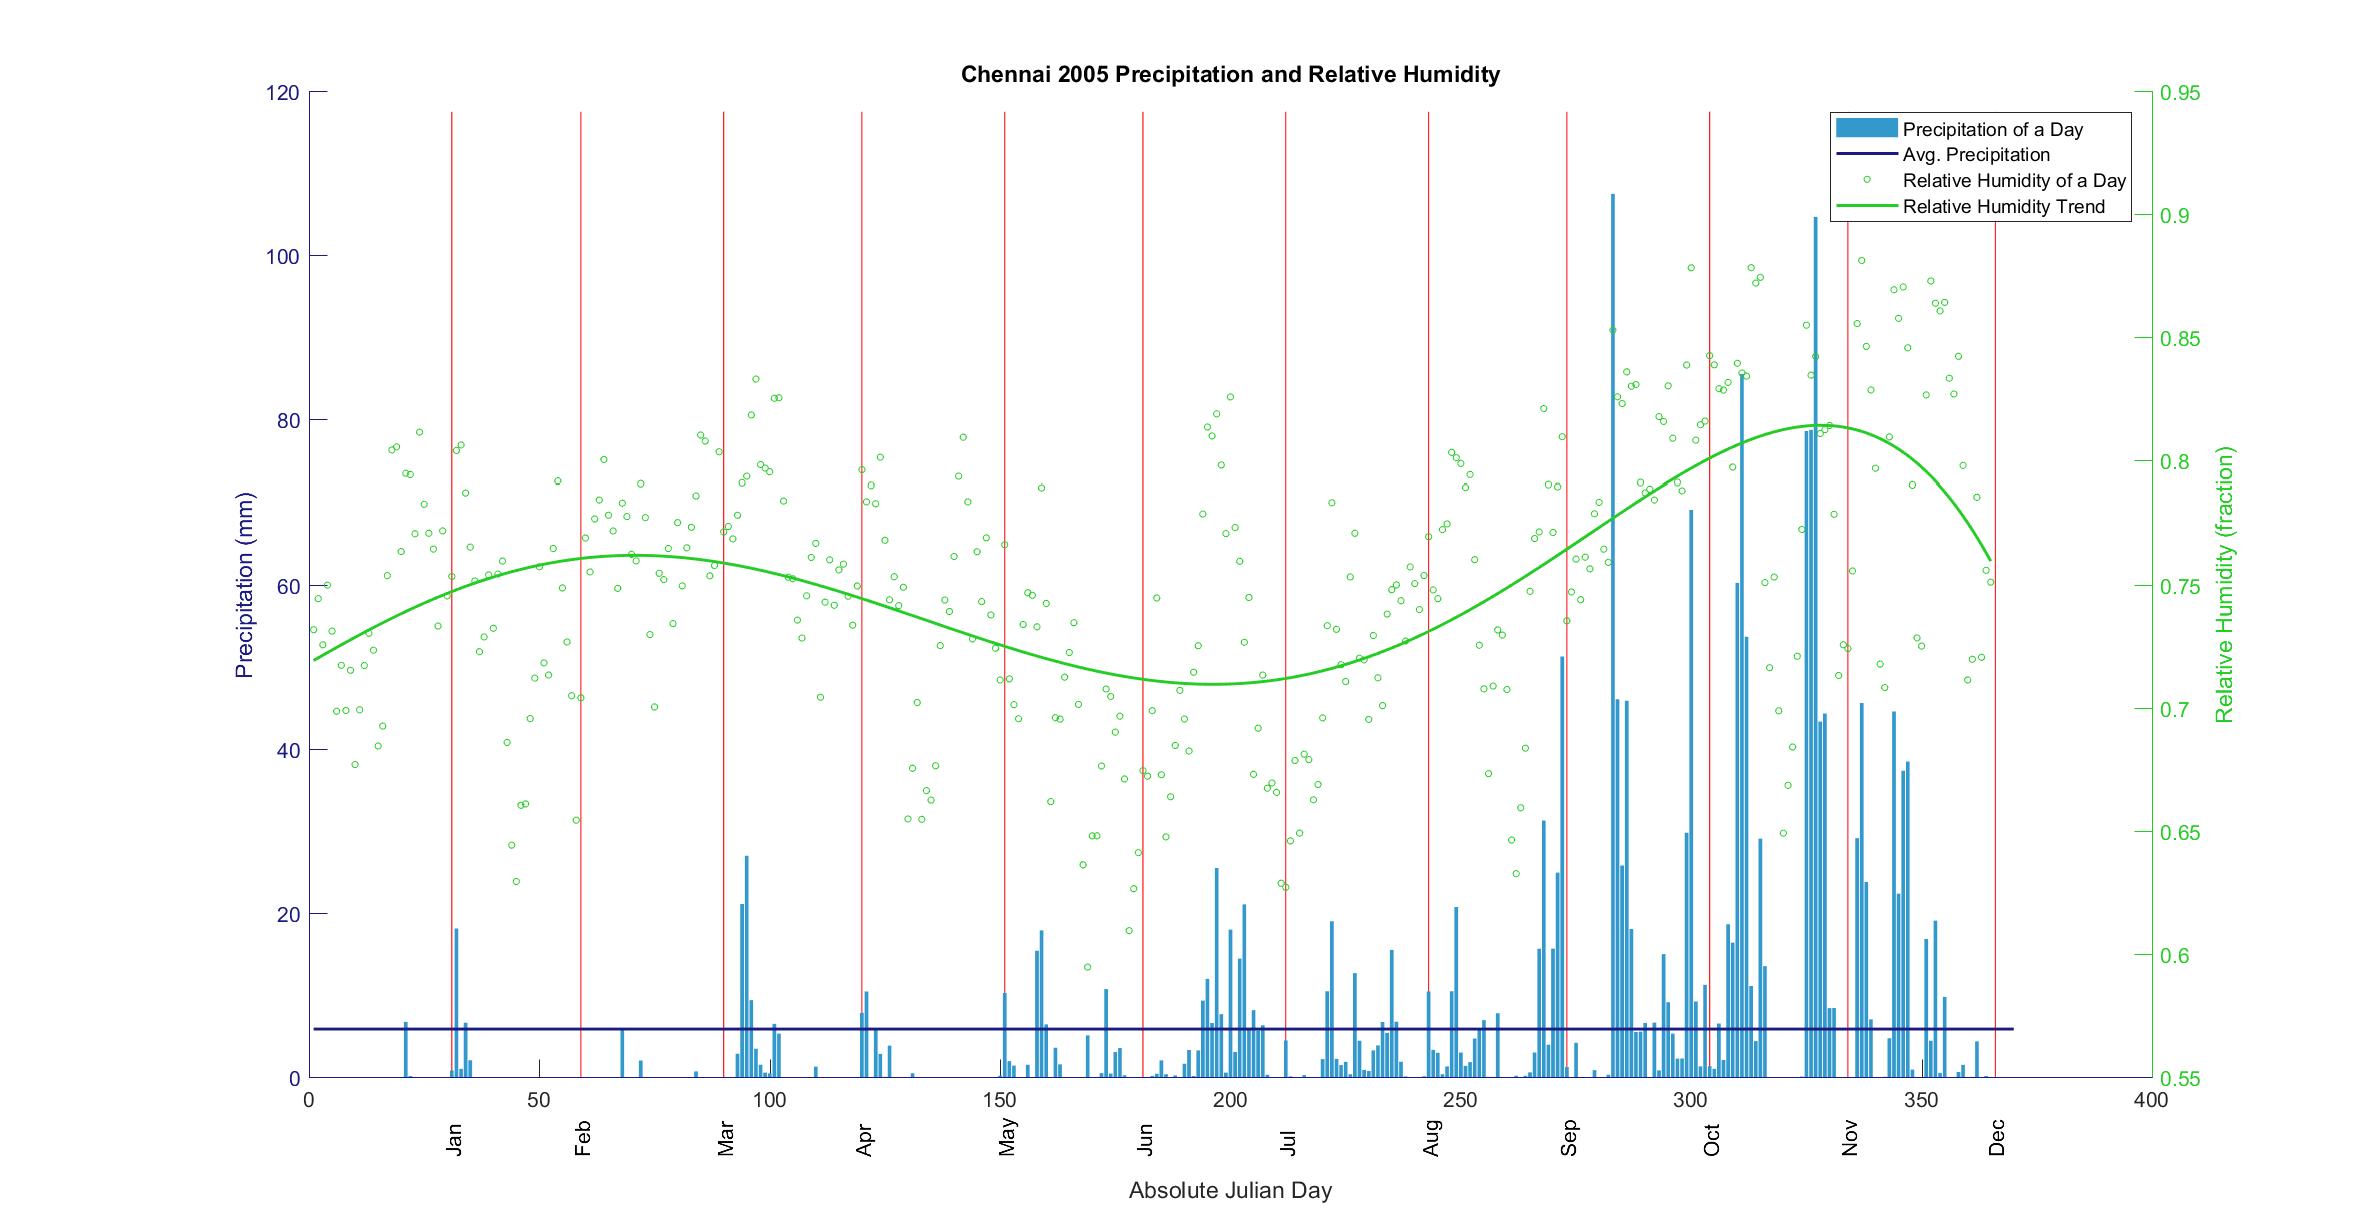 Chennai 2005 Precipitation and Relative Humidity
120
100
80
60
40
20
0
Precipitation (mm)
0.95
0.9
0.85
0.8
0.75
0.7
0.65
0.6
0.55
Relative Humidity (fraction)
Precipitation of a Day
Avg. Precipitation
Relative Humidity of a Day
Relative Humidity Trend
0 50 100 150 200 250 300 350 400
Jan Feb Mar Apr May Jun Jul Aug Sep Oct Nov Dec
Absolute Julian Day